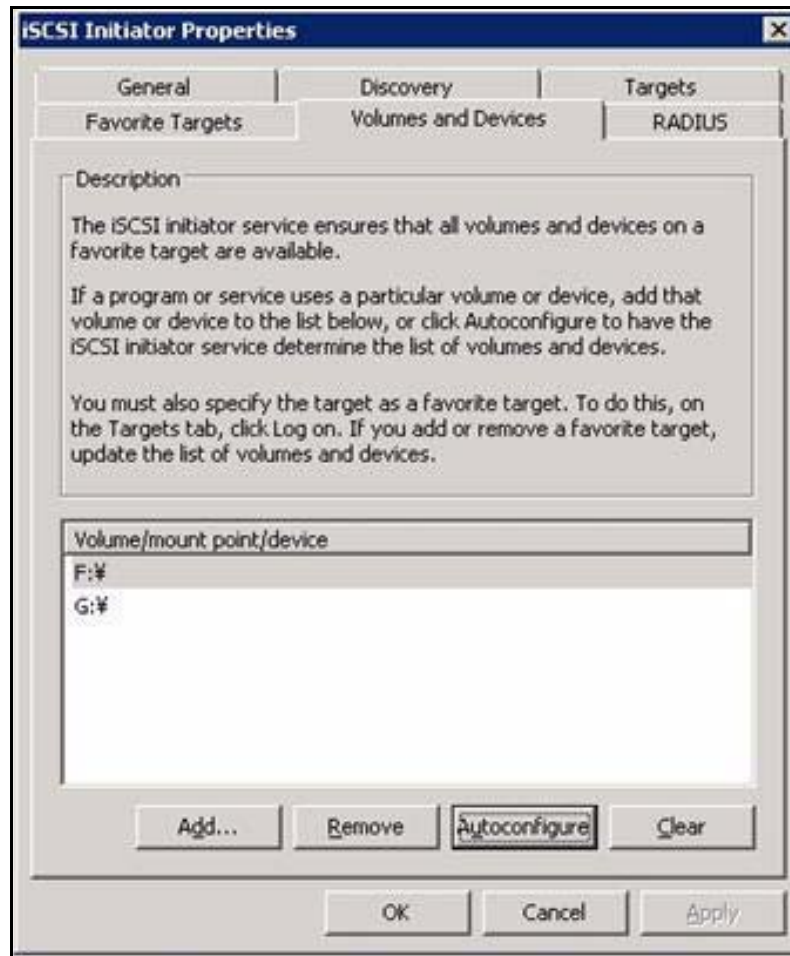 iSCSI Initiator Properties
General
Discovery
Targets
Favorite Targets
Volumes and Devices
RADIUS
Description
The iSCSI initiator service ensures that all volumes and devices on a
favorite target are available.
If a program or service uses a particular volume or device, add that
volume or device to the list below, or click Autoconfigure to have the
iSCSI initiator service determine the list of volumes and devices.
You must also specify the target as a favorite target. To do this, on
the Targets tab, click Log on. If you add or remove a favorite target,
update the list of volumes and devices.
Volume/mount point/device
F:¥
G:¥
Add...
Remove
Autoconfigure
Clear
OK
Cancel
Apply